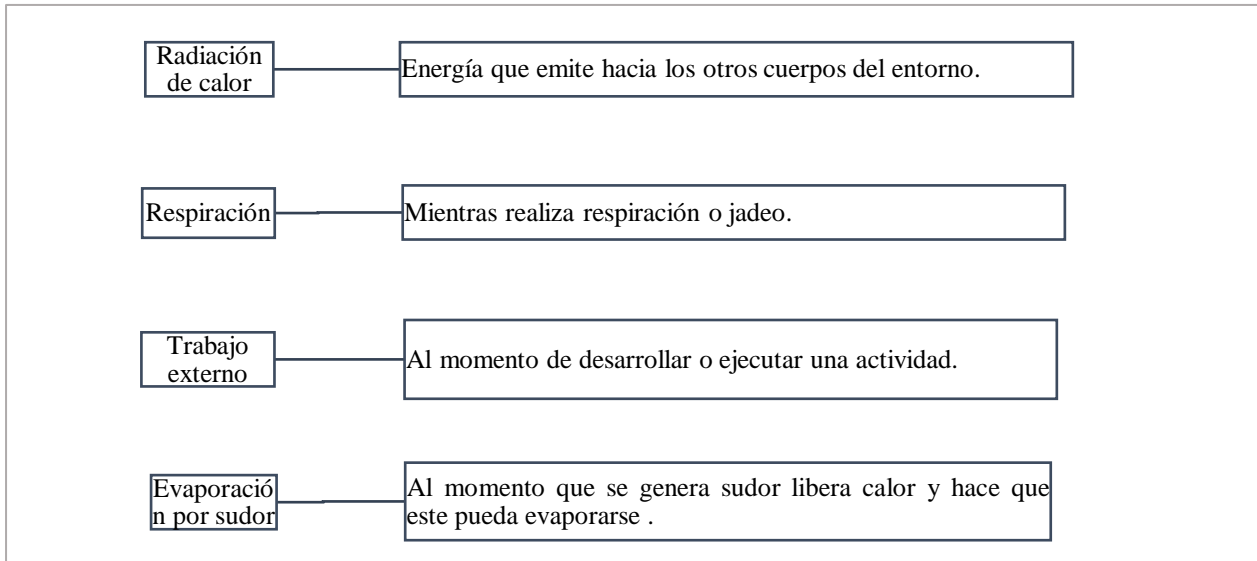 Radiación
de calor
Energía que emite hacia los otros cuerpos del entorno.
Respiración
Mientras realiza respiración o jadeo.
Trabajo
externo
Al momento de desarrollar o ejecutar una actividad.
Evaporació
n por sudor
Al momento que se genera sudor libera calor y hace que
este pueda evaporarse .